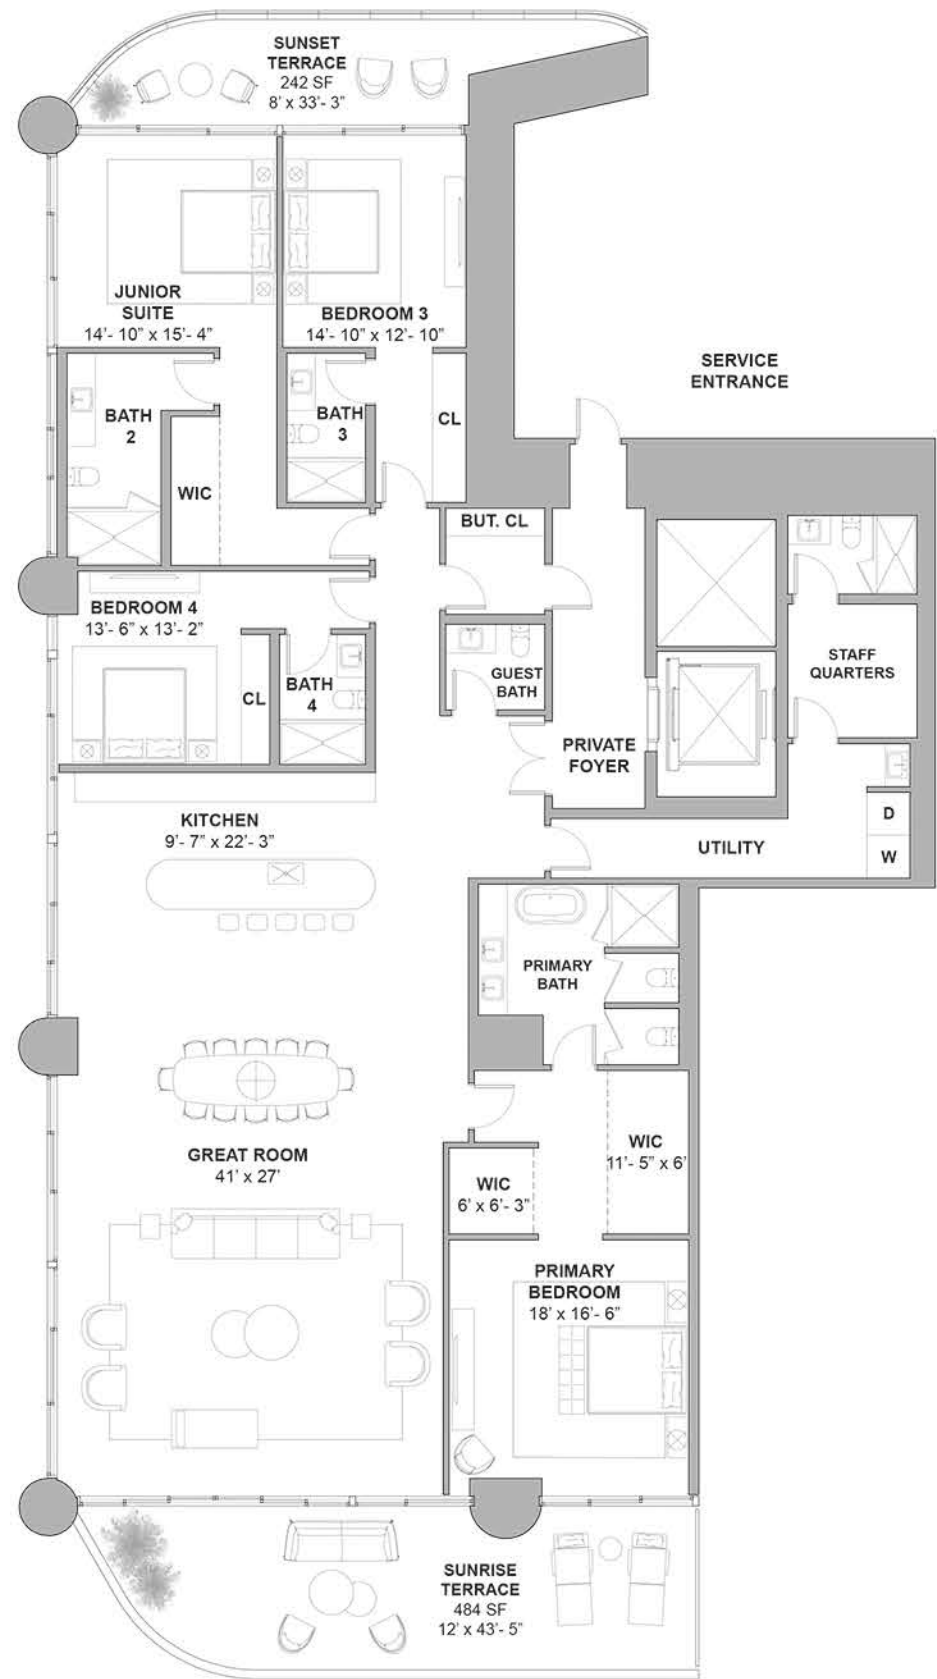 SUNSET
TERRACE
242 SF
8' x 33'- 3"
JUNIOR
SUITE
14'- 10" x 15'- 4"
BEDROOM 3
14'- 10" x 12'- 10"
SERVICE
ENTRANCE
BATH
2
BATH
3
CL
WIC
BUT. CL
BEDROOM 4
13'- 6" x 13'- 2"
STAFF
QUARTERS
GUEST
BATH
BATH
4
CL
PRIVATE
FOYER
KITCHEN
9'- 7" x 22'- 3"
D
UTILITY
W
PRIMARY
BATH
GREAT ROOM
41' x 27'
WIC
11'- 5" x 6'
WIC
6' x 6'- 3"
PRIMARY
BEDROOM
18' x 16'- 6"
SUNRISE
TERRACE
484 SF
12' x 43'- 5"